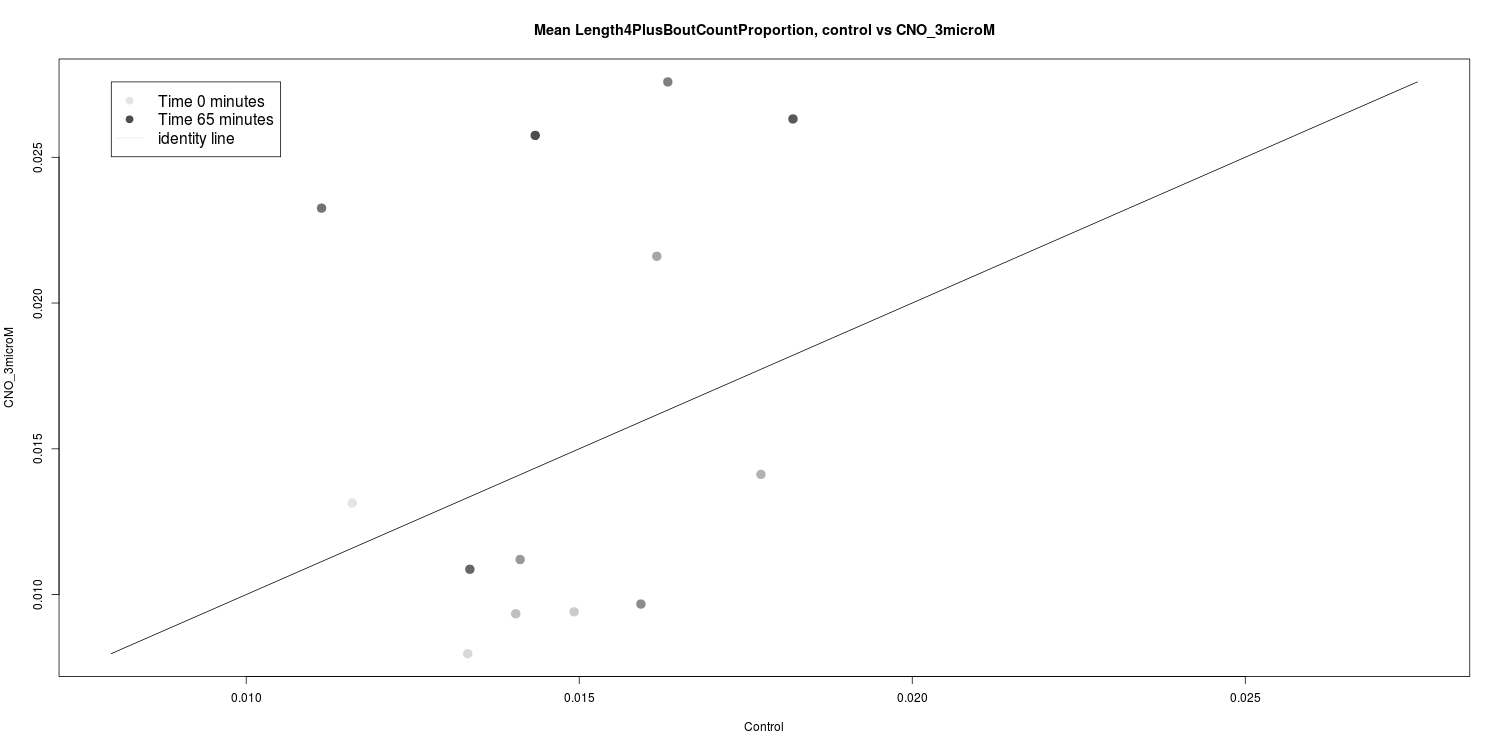 Mean Length4PlusBoutCountProportion, control vs CNO_3microM
Time 0 minutes
Time 65 minutes
identity line
0.025
0.020
0.015
0.010
CNO_3microM
0.010
0.015
0.020
0.025
Control